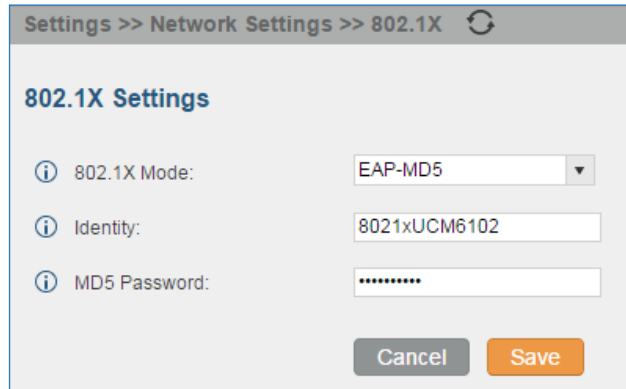 Settings >> Network Settings >> 802.1X
802.1X Settings
802.1X Mode: EAP-MD5
Identity: 8021xUCM6102
MD5 Password: ••••••••••
Cancel Save